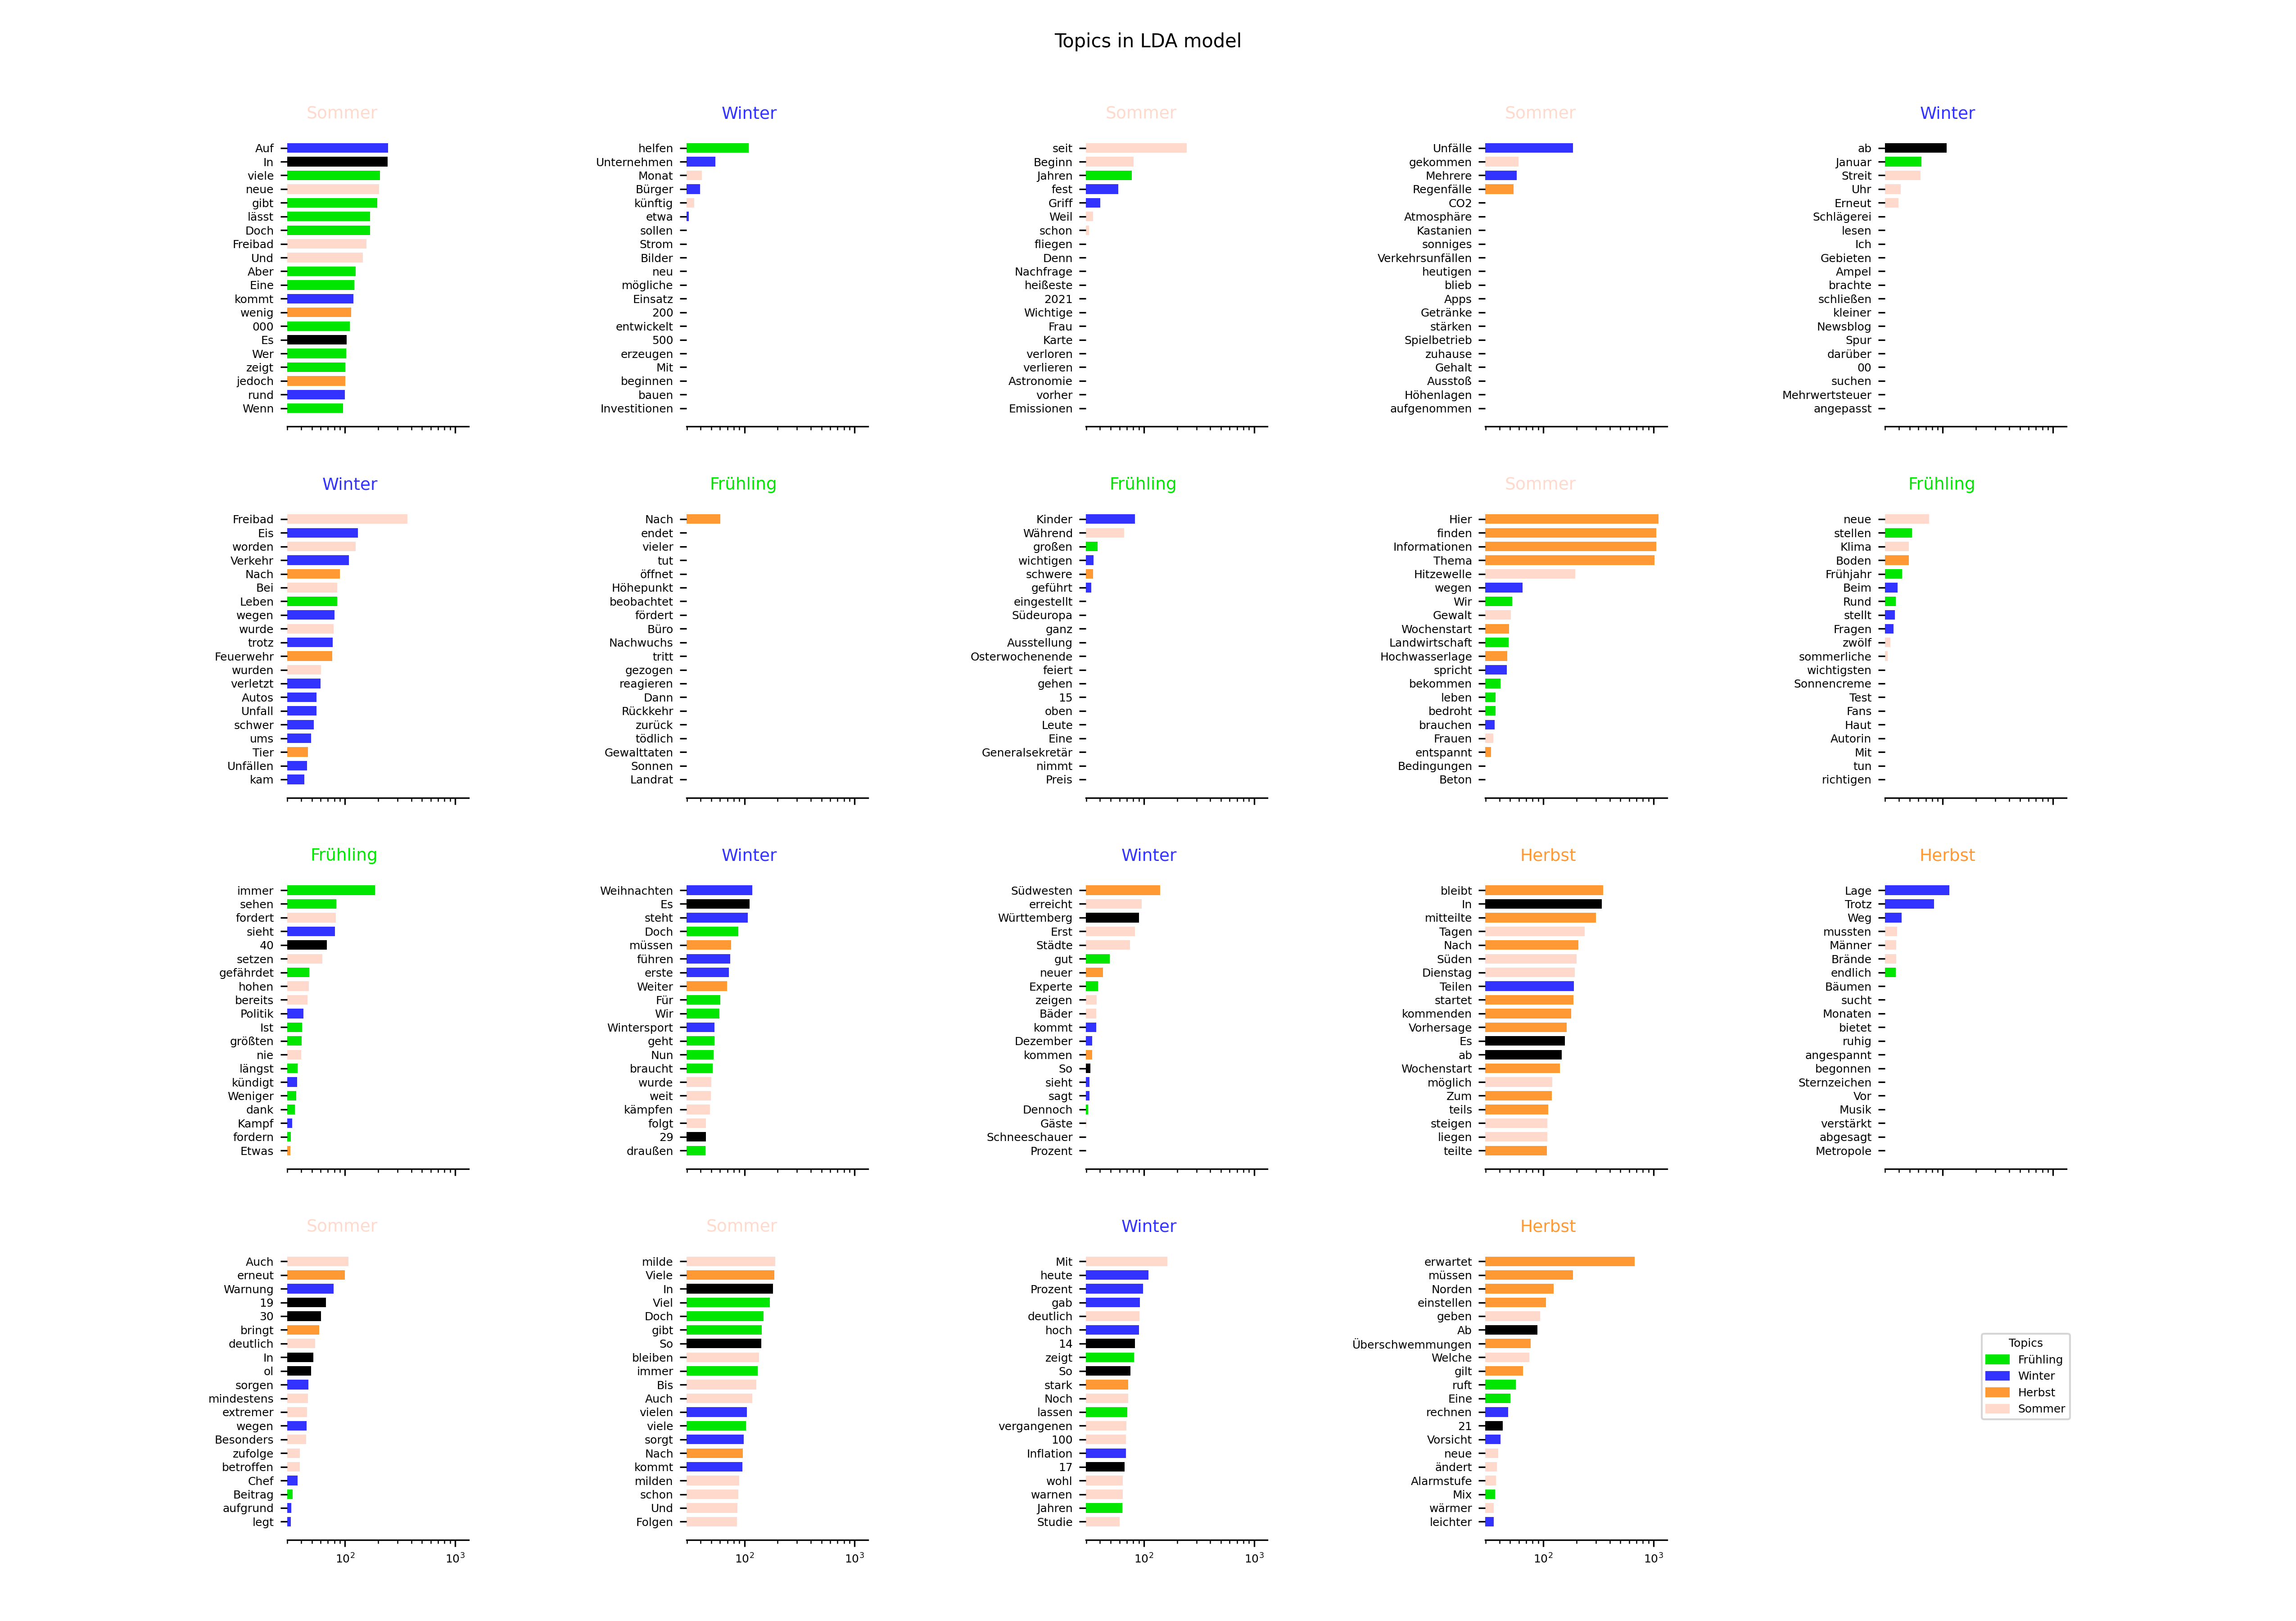 Topics in LDA model
Sommer
Auf
In
viele
neue
gibt
lässt
Doch
Freibad
Und
Aber
Eine
kommt
wenig
000
Es
Wer
zeigt
jedoch
rund
Wenn
Winter
helfen
Unternehmen
Monat
Bürger
künftig
etwa
sollen
Strom
Bilder
neu
mögliche
Einsatz
200
entwickelt
500
erzeugen
Mit
beginnen
bauen
Investitionen
Sommer
seit
Beginn
Jahren
fest
Griff
Weil
schon
fliegen
Denn
Nachfrage
heißeste
2021
Wichtige
Frau
Karte
verloren
verlieren
Astronomie
vorher
Emissionen
Sommer
Unfälle
gekommen
Mehrere
Regenfälle
CO2
Atmosphäre
Kastanien
sonniges
Verkehrsunfällen
heutigen
blieb
Apps
Getränke
stärken
Spielbetrieb
zuhause
Gehalt
Ausstoß
Höhenlagen
aufgenommen
Winter
ab
Januar
Streit
Uhr
Erneut
Schlägerei
lesen
Ich
Gebieten
Ampel
brachte
schließen
kleiner
Newsblog
Spur
darüber
00
suchen
Mehrwertsteuer
angepasst
Winter
Freibad
Eis
worden
Verkehr
Nach
Bei
Leben
wegen
wurde
trotz
Feuerwehr
wurden
verletzt
Autos
Unfall
schwer
ums
Tier
Unfällen
kam
Frühling
Nach
endet
vieler
tut
öffnet
Höhepunkt
beobachtet
fördert
Büro
Nachwuchs
tritt
gezogen
reagieren
Dann
Rückkehr
zurück
tödlich
Gewalttaten
Sonnen
Landrat
Frühling
Kinder
Während
großen
wichtigen
schwere
geführt
eingestellt
Südeuropa
ganz
Ausstellung
Osterwochenende
feiert
gehen
15
oben
Leute
Eine
Generalsekretär
nimmt
Preis
Sommer
Hier
finden
Informationen
Thema
Hitzewelle
wegen
Wir
Gewalt
Wochenstart
Landwirtschaft
Hochwasserlage
spricht
bekommen
leben
bedroht
brauchen
Frauen
entspannt
Bedingungen
Beton
Frühling
neue
stellen
Klima
Boden
Frühjahr
Beim
Rund
stellt
Fragen
zwölf
sommerliche
wichtigsten
Sonnencreme
Test
Fans
Haut
Autorin
Mit
tun
richtigen
Frühling
immer
sehen
fordert
sieht
40
setzen
gefährdet
hohen
bereits
Politik
Ist
größten
nie
längst
kündigt
Weniger
dank
Kampf
fordern
Etwas
Winter
Weihnachten
Es
steht
Doch
müssen
führen
erste
Weiter
Für
Wir
Wintersport
geht
Nun
braucht
wurde
weit
kämpfen
folgt
29
draußen
Winter
Südwesten
erreicht
Württemberg
Erst
Städte
gut
neuer
Experte
zeigen
Bäder
kommt
Dezember
kommen
So
sieht
sagt
Dennoch
Gäste
Schneeschauer
Prozent
Herbst
bleibt
In
mitteilte
Tagen
Nach
Süden
Dienstag
Teilen
startet
kommenden
Vorhersage
Es
ab
Wochenstart
möglich
Zum
teils
steigen
liegen
teilte
Herbst
Lage
Trotz
Weg
mussten
Männer
Brände
endlich
Bäumen
sucht
Monaten
bietet
ruhig
angespannt
begonnen
Sternzeichen
Vor
Musik
verstärkt
abgesagt
Metropole
Sommer
Auch
erneut
Warnung
19
30
bringt
deutlich
In
ol
sorgen
mindestens
extremer
wegen
Besonders
zufolge
betroffen
Chef
Beitrag
aufgrund
legt
10²
10³
Sommer
milde
Viele
In
Viel
Doch
gibt
So
bleiben
immer
Bis
Auch
vielen
viele
sorgt
Nach
kommt
milden
schon
Und
Folgen
10²
10³
Winter
Mit
heute
Prozent
gab
deutlich
hoch
14
zeigt
So
stark
Noch
lassen
vergangenen
100
Inflation
17
wohl
warnen
Jahren
Studie
10²
10³
Herbst
erwartet
müssen
Norden
einstellen
geben
Ab
Überschwemmungen
Welche
gilt
ruft
Eine
rechnen
21
Vorsicht
neue
ändert
Alarmstufe
Mix
wärmer
leichter
10²
10³
Topics
Frühling
Winter
Herbst
Sommer